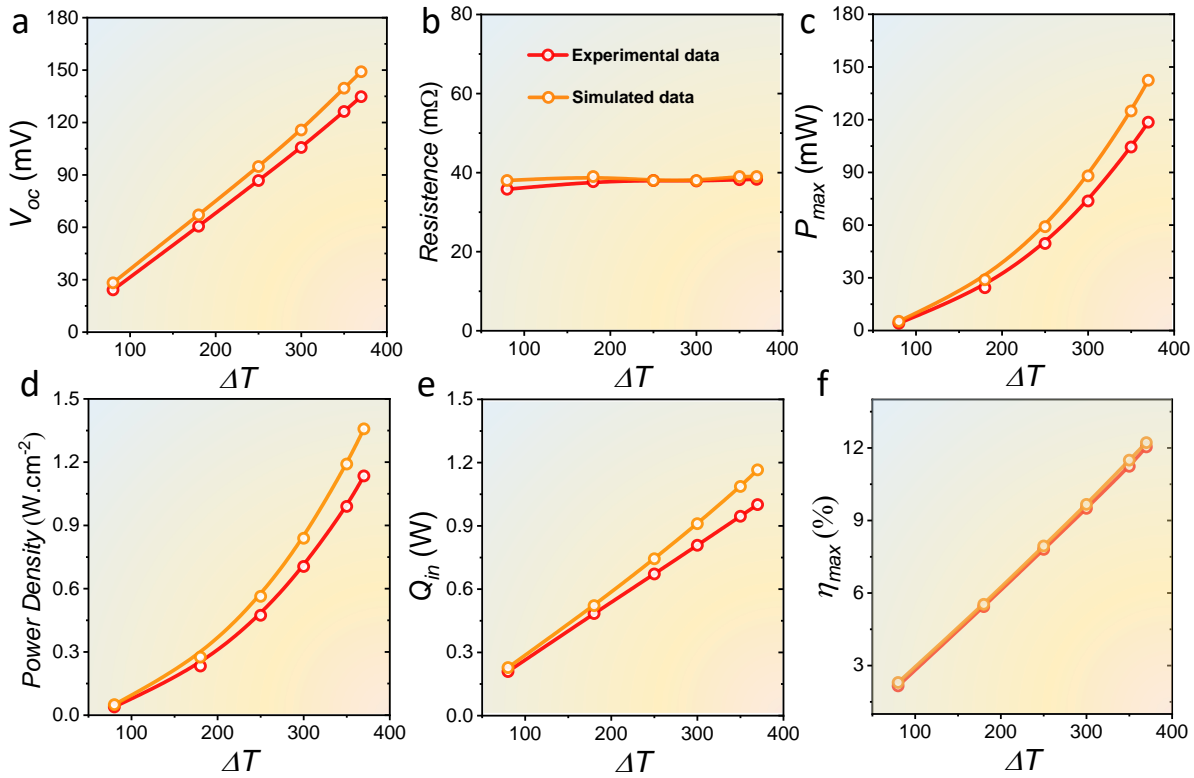 a
V_oc (mV)
150
120
90
60
30
0
100 200 300 400
ΔT
b
Resistence (mΩ)
80
60
40
20
0
Experimental data
Simulated data
100 200 300 400
ΔT
c
P_max (mW)
180
150
120
90
60
30
0
100 200 300 400
ΔT
d
Power Density (W.cm-2)
1.5
1.2
0.9
0.6
0.3
0.0
100 200 300 400
ΔT
e
Q_in (W)
1.5
1.2
0.9
0.6
0.3
0.0
100 200 300 400
ΔT
f
η_max (%)
12
9
6
3
100 200 300 400
ΔT